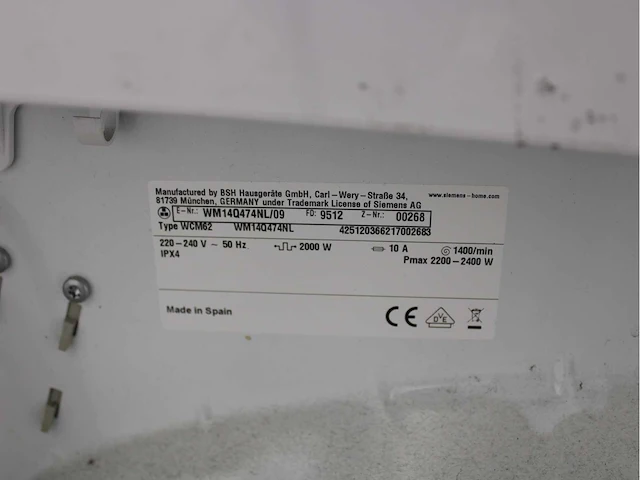 Manufactured by BSH Hausgeräte GmbH, Carl-Wery-Straße 34, www.siemens-home.com
81739 München, GERMANY under Trademark License of Siemens AG
E-Nr.: WM14Q474NL/09 FD: 9512 Z-Nr.: 00268
Type WCM62 WM14Q474NL 425120366217002683
220-240 V ~ 50 Hz 2000 W 10 A 1400/min
IPX4 Pmax 2200-2400 W
Made in Spain CE DVE